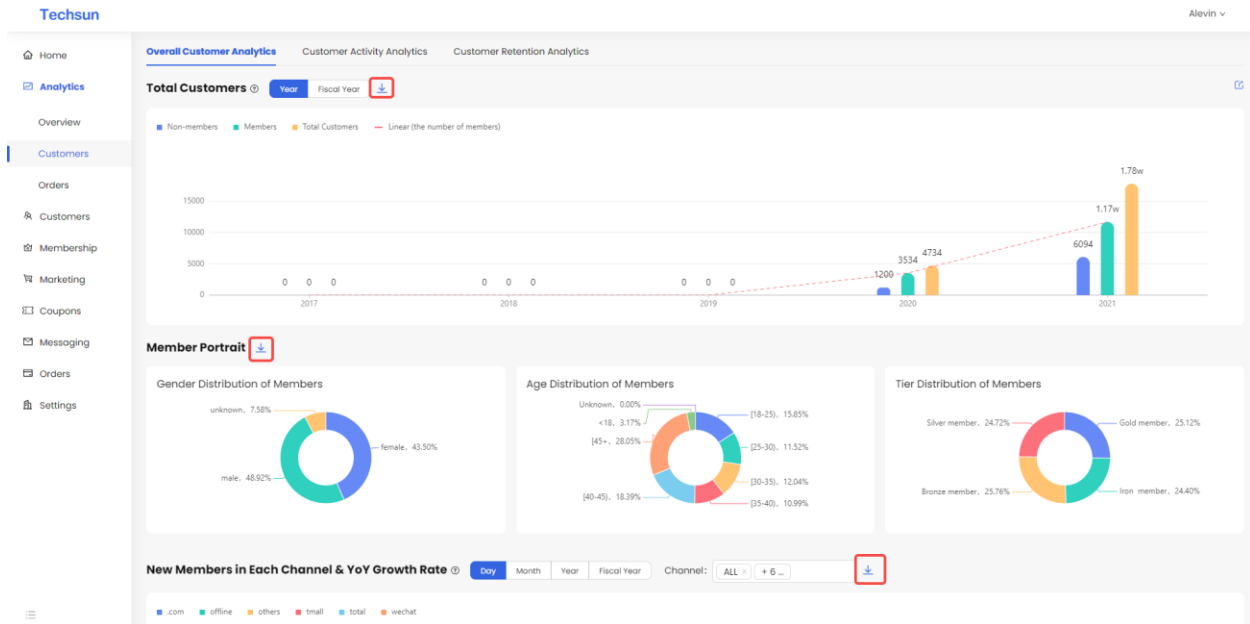 Techsun
Alevin
Home
Analytics
Overview
Customers
Orders
Customers
Membership
Marketing
Coupons
Messaging
Orders
Settings
Overall Customer Analytics Customer Activity Analytics Customer Retention Analytics
Total Customers Year Fiscal Year
Non-members Members Total Customers Linear (the number of members)
15000
10000
5000
0
0 0 0
0 0 0
0 0 0
1200 3534 4734
6094 1.17w 1.78w
2017 2018 2019 2020 2021
Member Portrait
Gender Distribution of Members
unknown, 7.58%
female, 43.50%
male, 48.92%
Age Distribution of Members
Unknown, 0.00%
<18, 3.17%
[45+, 28.05%
[40-45), 18.39%
[18-25), 15.85%
[25-30), 11.52%
[30-35), 12.04%
[35-40), 10.99%
Tier Distribution of Members
Silver member, 24.72%
Gold member, 25.12%
Bronze member, 25.76%
Iron member, 24.40%
New Members in Each Channel & YoY Growth Rate Day Month Year Fiscal Year Channel: ALL × + 6 ...
.com offline others tmall total wechat